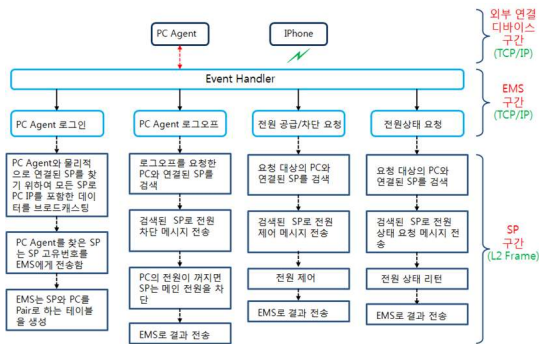 PC Agent
IPhone
외부 연결
디바이스
구간
(TCP/IP)
Event Handler
EMS
구간
(TCP/IP)
PC Agent 로그인
PC Agent 로그오프
전원 공급/차단 요청
전원상태 요청
PC Agent와 물리적
으로 연결된 SP를 찾
기 위하여 모든 SP로
PC IP를 포함한 데이
터를 브로드캐스팅
PC Agent를 찾은 SP
는 SP 고유번호를
EMS에게 전송함
EMS는 SP와 PC를
Pair로 하는 테이블
을 생성
로그오프를 요청한
PC와 연결된 SP를
검색
검색된 SP로 전원
차단 메시지 전송
PC의 전원이 꺼지면
SP는 메인 전원을 차
단
EMS로 결과 전송
요청 대상의 PC와
연결된 SP를 검색
검색된 SP로 전원
제어 메시지 전송
전원 제어
EMS로 결과 전송
요청 대상의 PC와
연결된 SP를 검색
검색된 SP로 전원
상태 요청 메시지 전
송
전원 상태 리턴
EMS로 결과 전송
SP
구간
(L2 Frame)